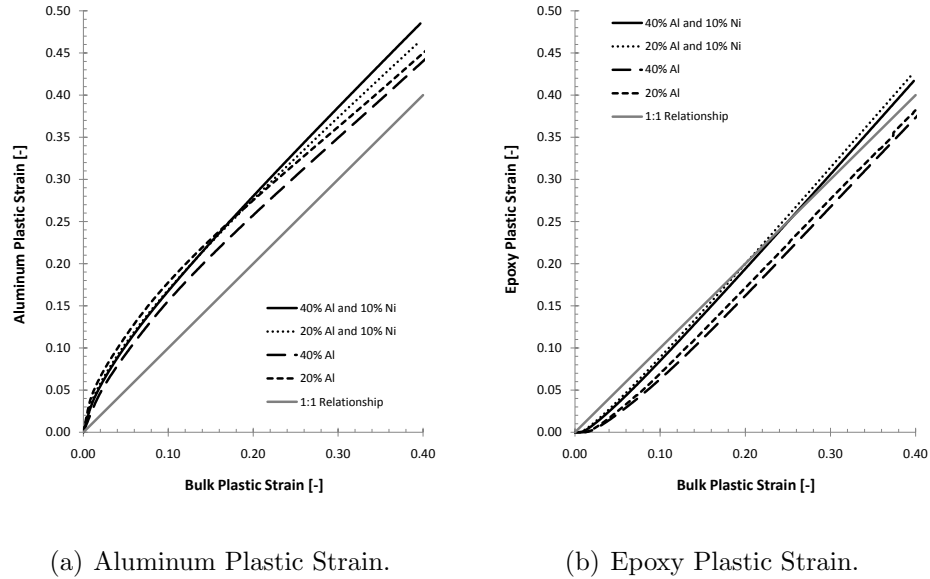 0.50
0.45
0.40
0.35
0.30
0.25
0.20
0.15
0.10
0.05
0.00
Aluminum Plastic Strain [-]
40% Al and 10% Ni
20% Al and 10% Ni
40% Al
20% Al
1:1 Relationship
0.00 0.10 0.20 0.30 0.40
Bulk Plastic Strain [-]
(a) Aluminum Plastic Strain.
0.50
0.45
0.40
0.35
0.30
0.25
0.20
0.15
0.10
0.05
0.00
Epoxy Plastic Strain [-]
40% Al and 10% Ni
20% Al and 10% Ni
40% Al
20% Al
1:1 Relationship
0.00 0.10 0.20 0.30 0.40
Bulk Plastic Strain [-]
(b) Epoxy Plastic Strain.